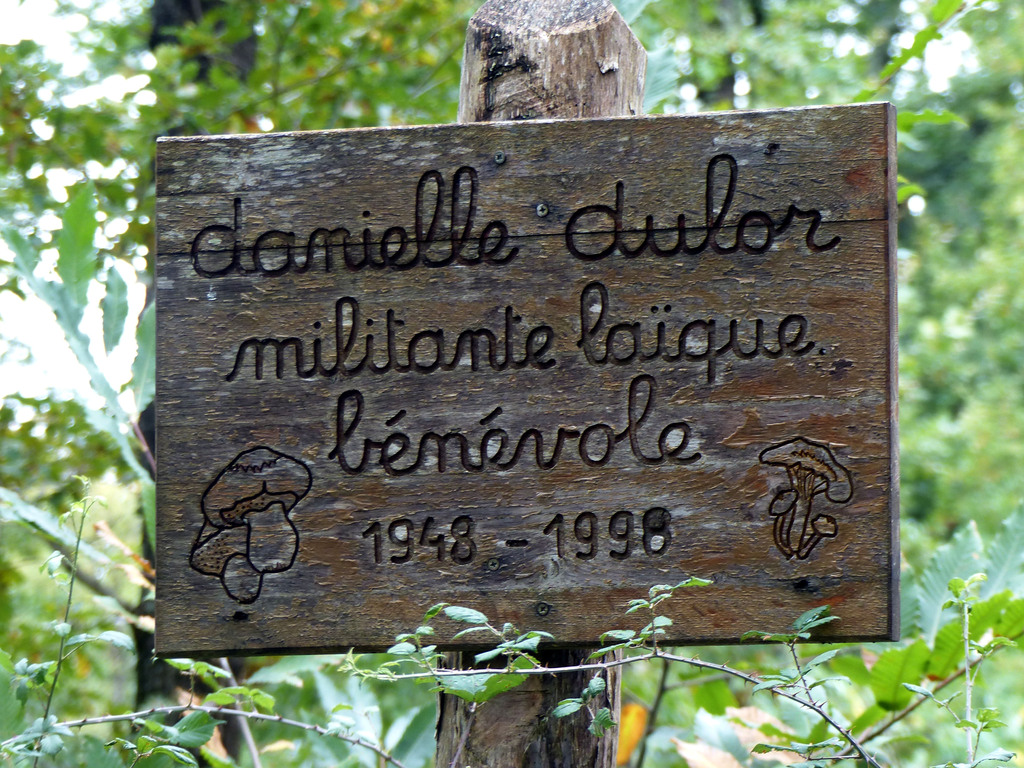 danielle dulor
militante laïque.
bénévole
1948 - 1998